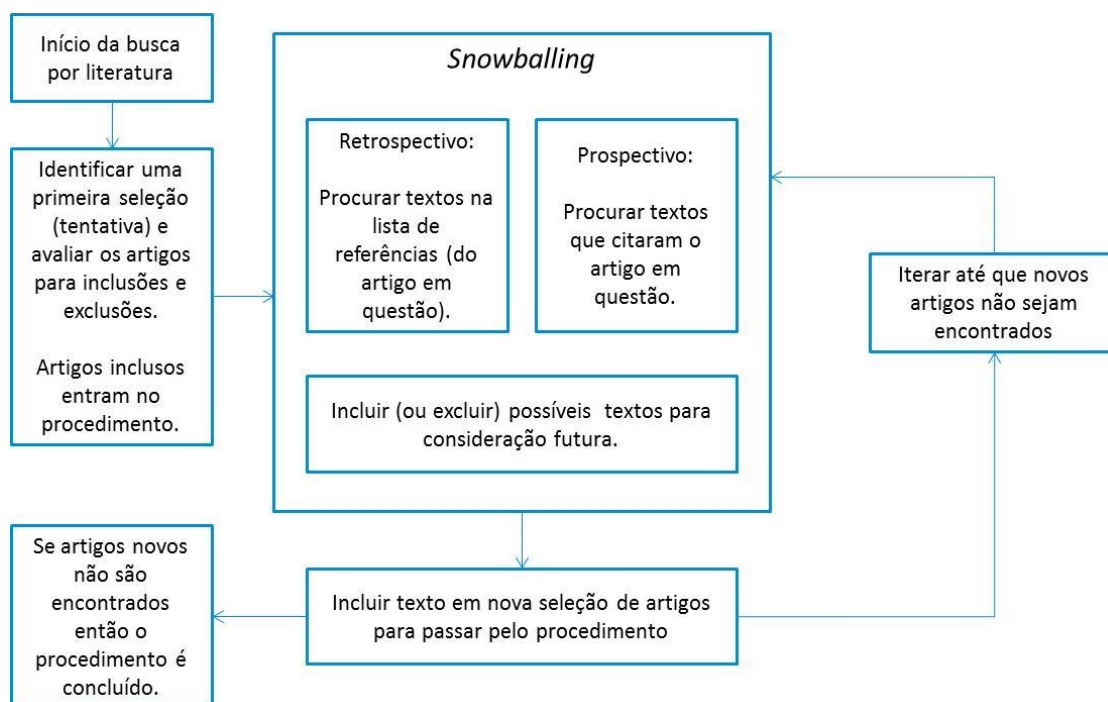 Início da busca
por literatura
Identificar uma
primeira seleção
(tentativa) e
avaliar os artigos
para inclusões e
exclusões.
Artigos inclusos
entram no
procedimento.
Snowballing
Retrospectivo:
Procurar textos na
lista de
referências (do
artigo em
questão).
Prospectivo:
Procurar textos
que citaram o
artigo em
questão.
Incluir (ou excluir) possíveis textos para
consideração futura.
Iterar até que novos
artigos não sejam
encontrados
Incluir texto em nova seleção de artigos
para passar pelo procedimento
Se artigos novos
não são
encontrados
então o
procedimento é
concluído.